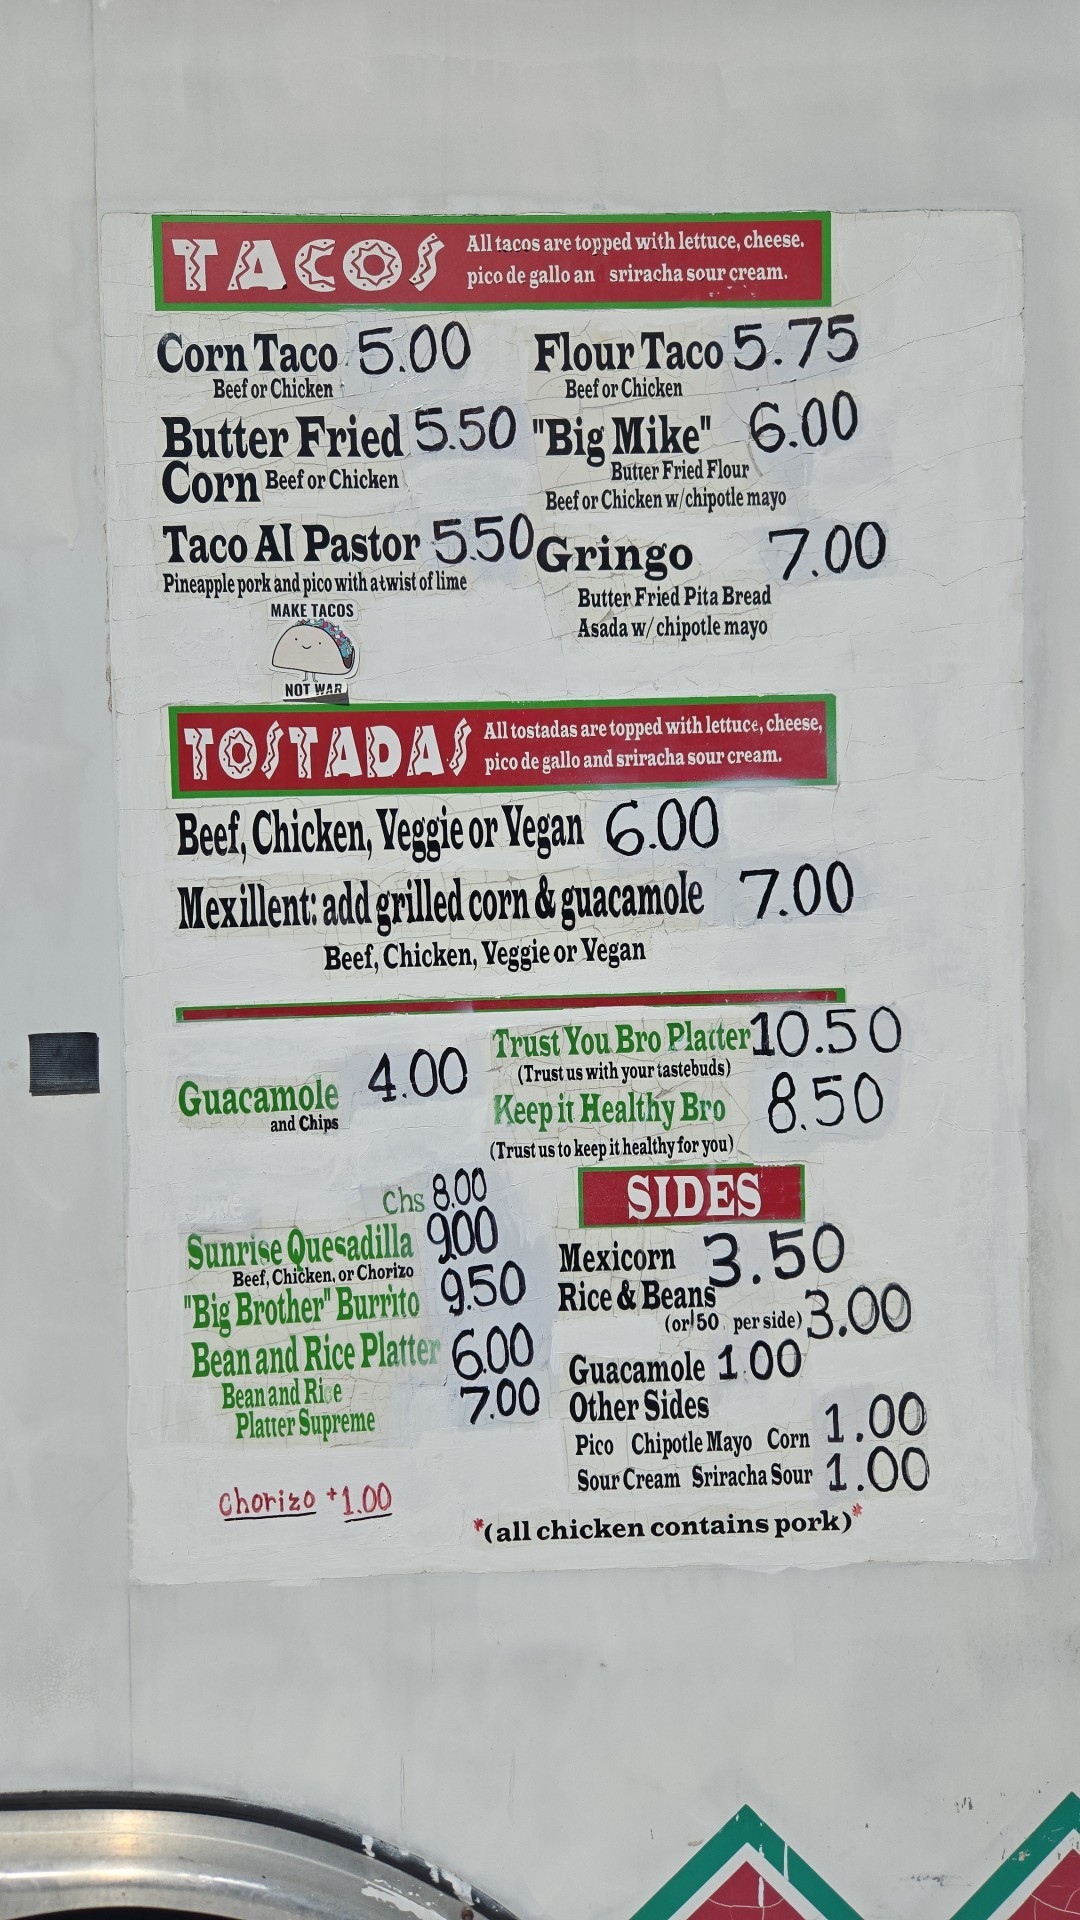 TACOS
All tacos are topped with lettuce, cheese.
pico de gallo an sriracha sour cream.
Corn Taco 5.00
Beef or Chicken
Flour Taco 5.75
Beef or Chicken
Butter Fried 5.50
Corn Beef or Chicken
"Big Mike" 6.00
Butter Fried Flour
Beef or Chicken w/chipotle mayo
Taco Al Pastor 5.50
Pineapple pork and pico with a twist of lime
Gringo 7.00
Butter Fried Pita Bread
Asada w/chipotle mayo
MAKE TACOS
NOT WAR
TOSTADAS
All tostadas are topped with lettuce, cheese,
pico de gallo and sriracha sour cream.
Beef, Chicken, Veggie or Vegan 6.00
Mexillent: add grilled corn & guacamole 7.00
Beef, Chicken, Veggie or Vegan
Guacamole 4.00
and Chips
Trust You Bro Platter 10.50
(Trust us with your tastebuds)
Keep it Healthy Bro 8.50
(Trust us to keep it healthy for you)
Chs 8.00
Sunrise Quesadilla 9.00
Beef, Chicken, or Chorizo
"Big Brother" Burrito 9.50
Bean and Rice Platter 6.00
Bean and Rice 7.00
Platter Supreme
Chorizo +1.00
SIDES
Mexicorn 3.50
Rice & Beans
(or 1.50 per side) 3.00
Guacamole 1.00
Other Sides
Pico Chipotle Mayo Corn 1.00
Sour Cream Sriracha Sour 1.00
*(all chicken contains pork)*